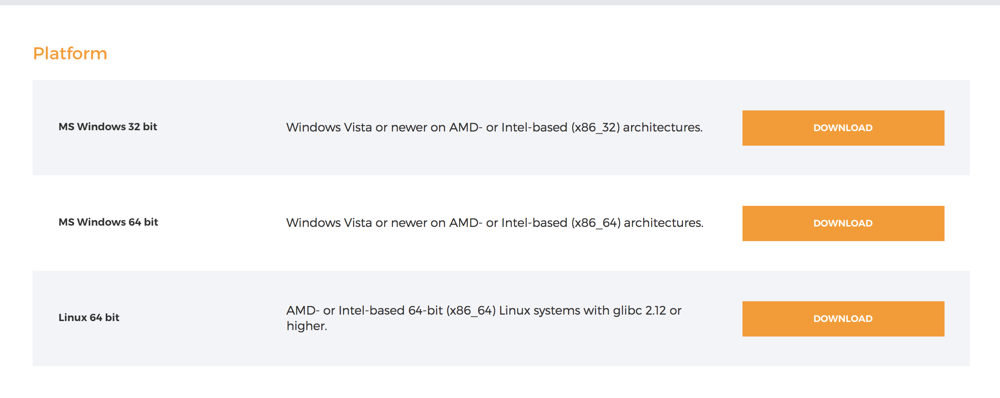 Platform
MS Windows 32 bit
Windows Vista or newer on AMD- or Intel-based (x86_32) architectures.
DOWNLOAD
MS Windows 64 bit
Windows Vista or newer on AMD- or Intel-based (x86_64) architectures.
DOWNLOAD
Linux 64 bit
AMD- or Intel-based 64-bit (x86_64) Linux systems with glibc 2.12 or
higher.
DOWNLOAD